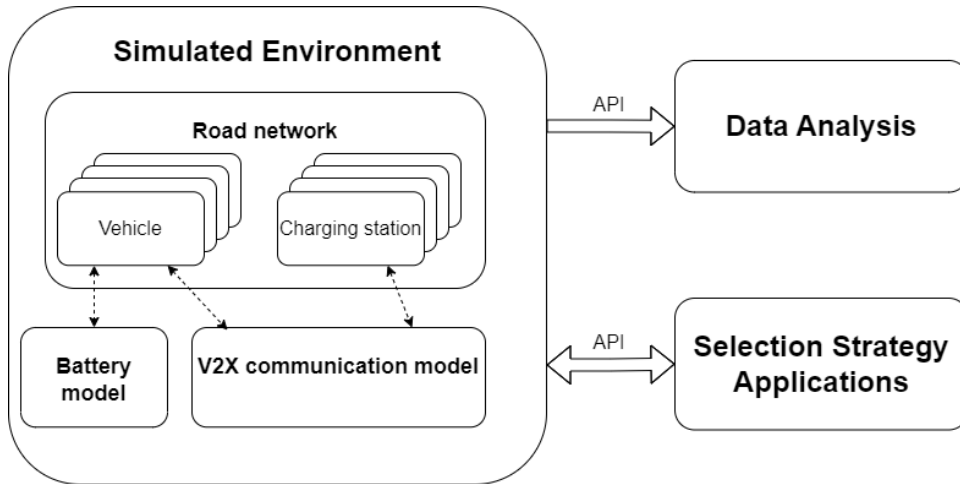 Simulated Environment
Road network
Vehicle
Charging station
Battery
model
V2X communication model
API
Data Analysis
API
Selection Strategy
Applications